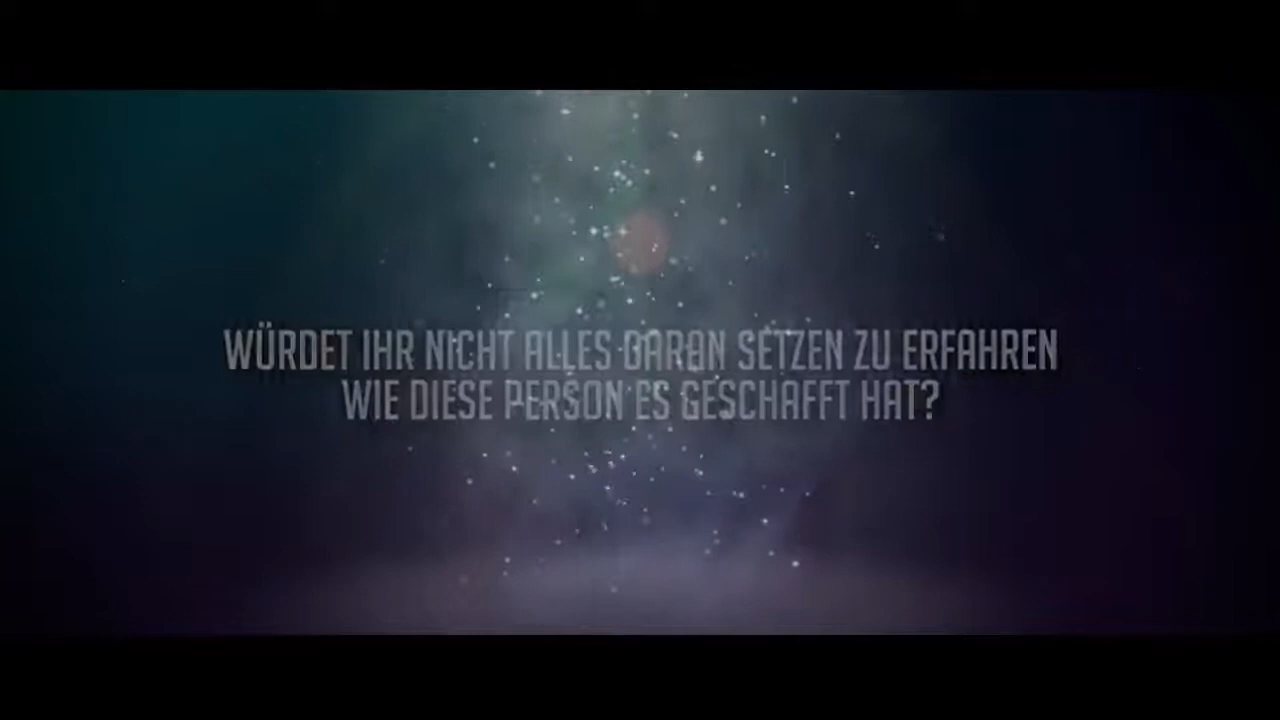 WÜRDET IHR NICHT ALLES DARAN SETZEN ZU ERFAHREN
WIE DIESE PERSON ES GESCHAFFT HAT?